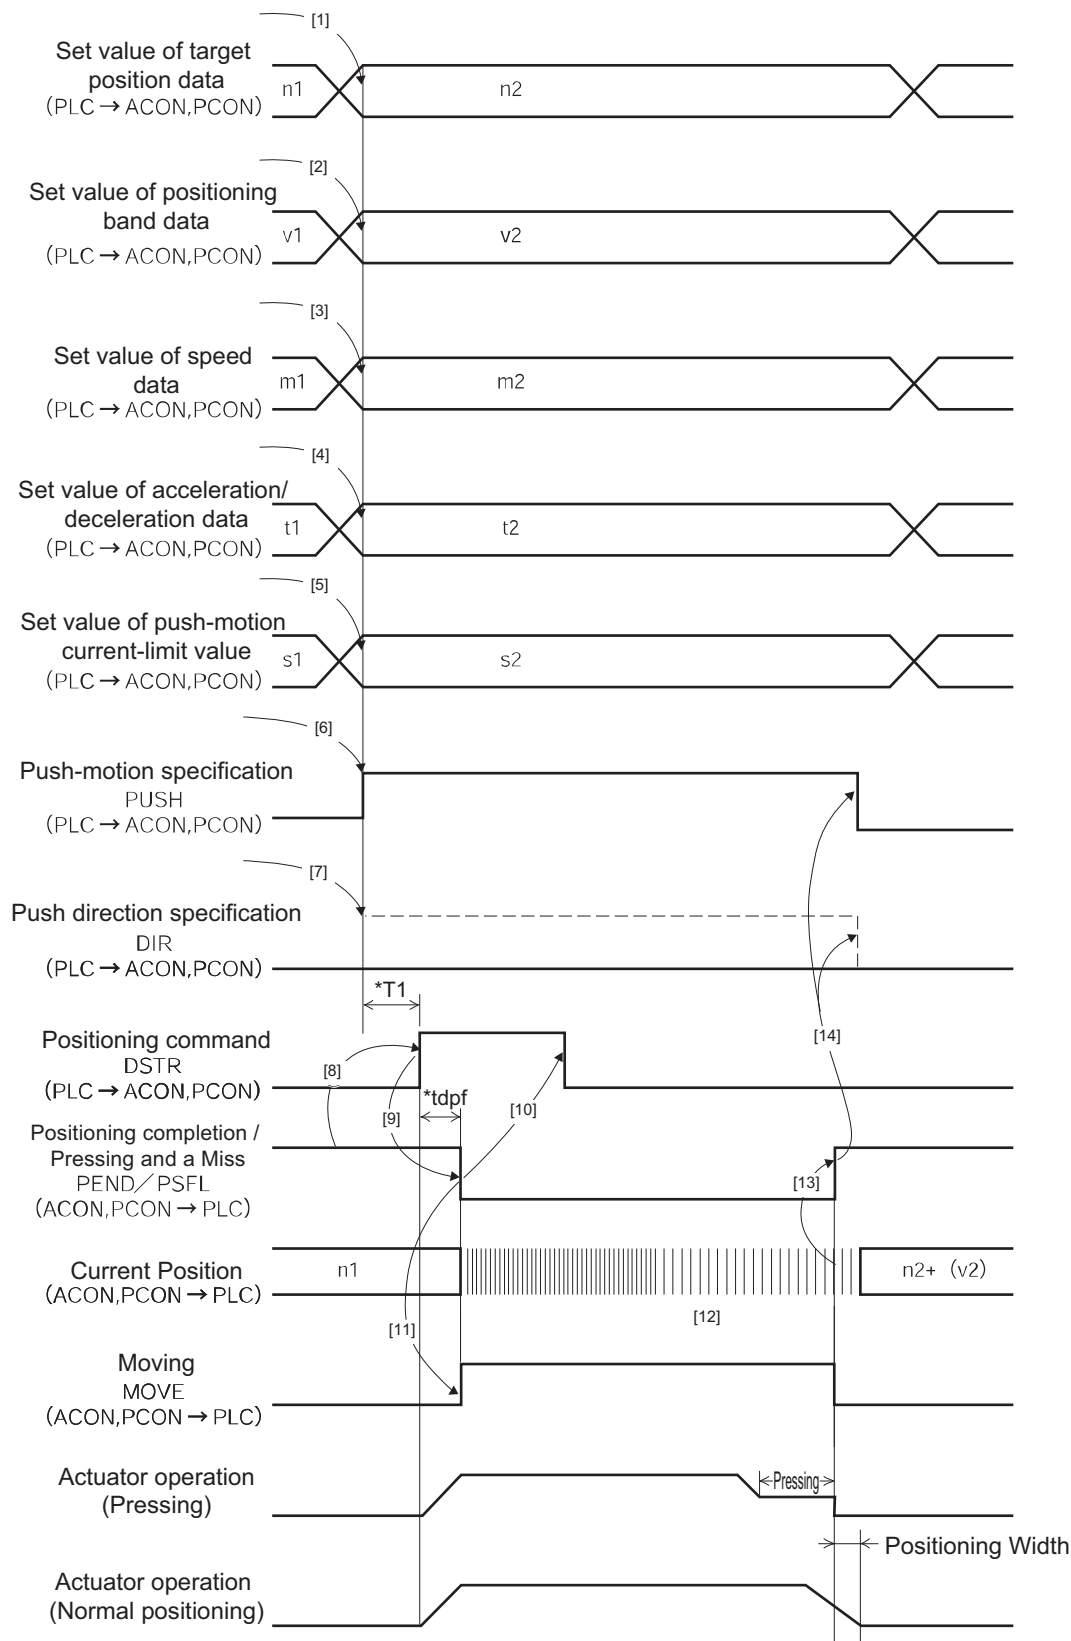 [1]
Set value of target
position data
(PLC → ACON,PCON)
n1
n2
[2]
Set value of positioning
band data
(PLC → ACON,PCON)
v1
v2
[3]
Set value of speed
data
(PLC → ACON,PCON)
m1
m2
[4]
Set value of acceleration/
deceleration data
(PLC → ACON,PCON)
t1
t2
[5]
Set value of push-motion
current-limit value
(PLC → ACON,PCON)
s1
s2
[6]
Push-motion specification
PUSH
(PLC → ACON,PCON)
[7]
Push direction specification
DIR
(PLC → ACON,PCON)
*T1
[14]
Positioning command
DSTR
(PLC → ACON,PCON)
[8]
*tdpf
[9]
[10]
Positioning completion /
Pressing and a Miss
PEND/PSFL
(ACON,PCON → PLC)
[13]
Current Position
(ACON,PCON → PLC)
n1
n2+ (v2)
[12]
[11]
Moving
MOVE
(ACON,PCON → PLC)
Actuator operation
(Pressing)
Pressing
Positioning Width
Actuator operation
(Normal positioning)